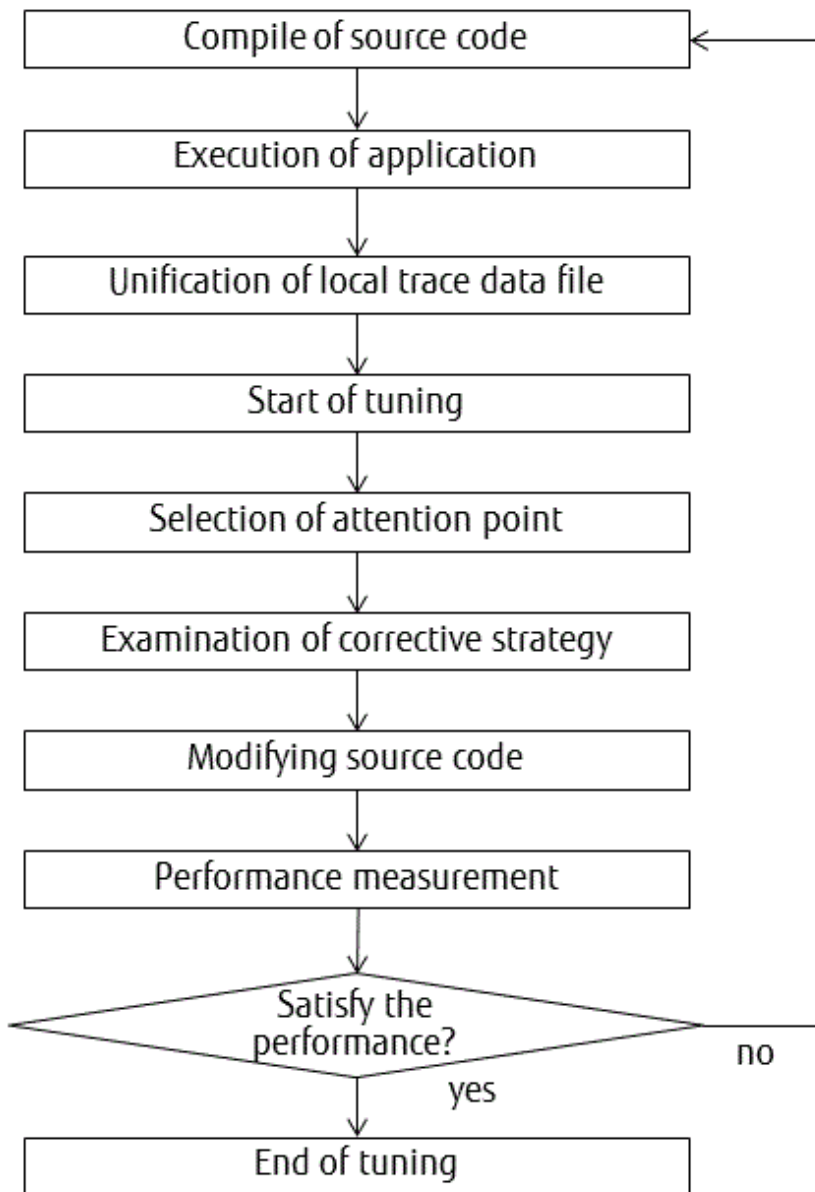 Compile of source code
Execution of application
Unification of local trace data file
Start of tuning
Selection of attention point
Examination of corrective strategy
Modifying source code
Performance measurement
Satisfy the
performance?
no
yes
End of tuning